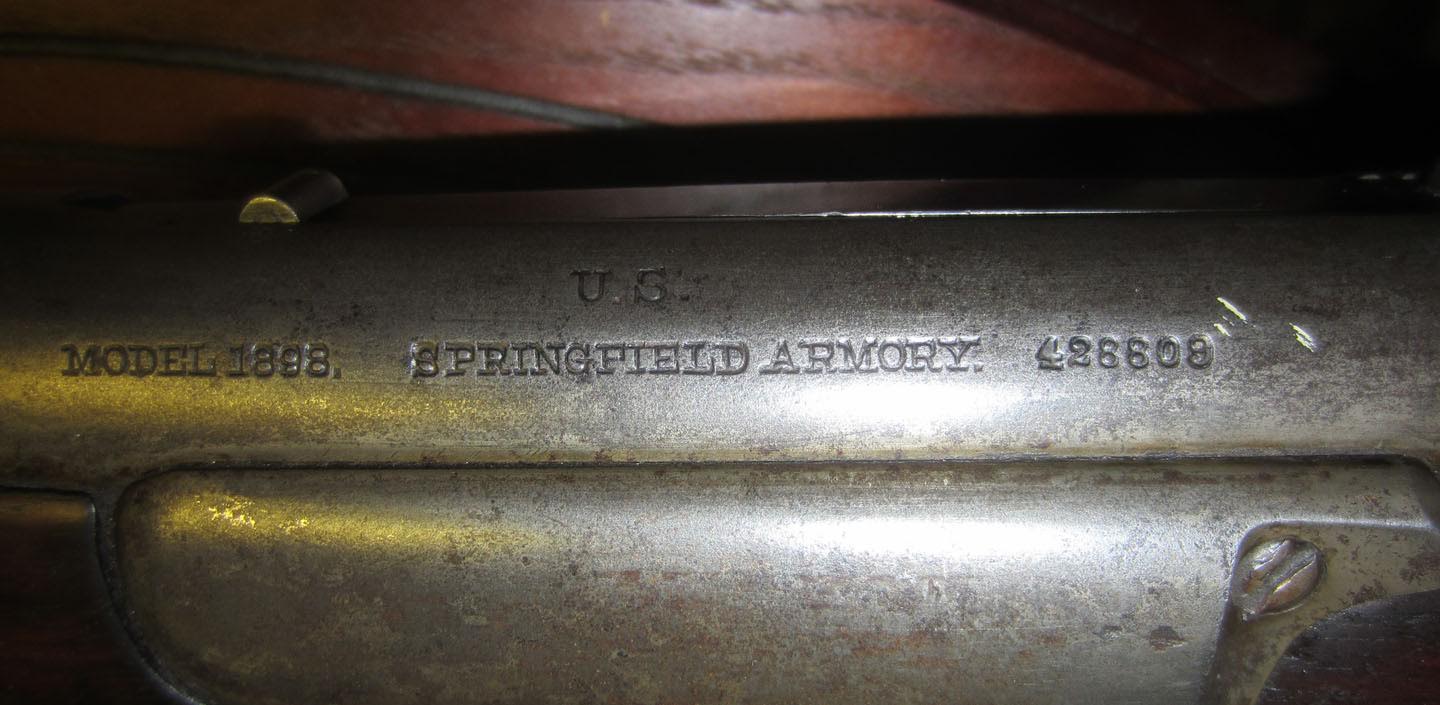 U.S.
MODEL 1898. SPRINGFIELD ARMORY. 426809